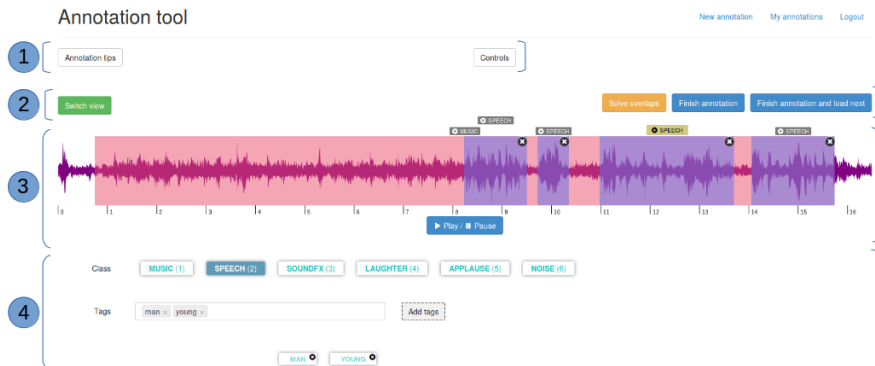 Annotation tool
New annotation My annotations Logout
1 Annotation tips Controls
2 Switch view Solve overlaps Finish annotation Finish annotation and load next
SPEECH
MUSIC SPEECH SPEECH SPEECH
3
0 1 2 3 4 5 6 7 8 9 10 11 12 13 14 15 16
Play / Pause
Class MUSIC (1) SPEECH (2) SOUNDFX (3) LAUGHTER (4) APPLAUSE (5) NOISE (6)
4 Tags man × young × Add tags
MAN YOUNG